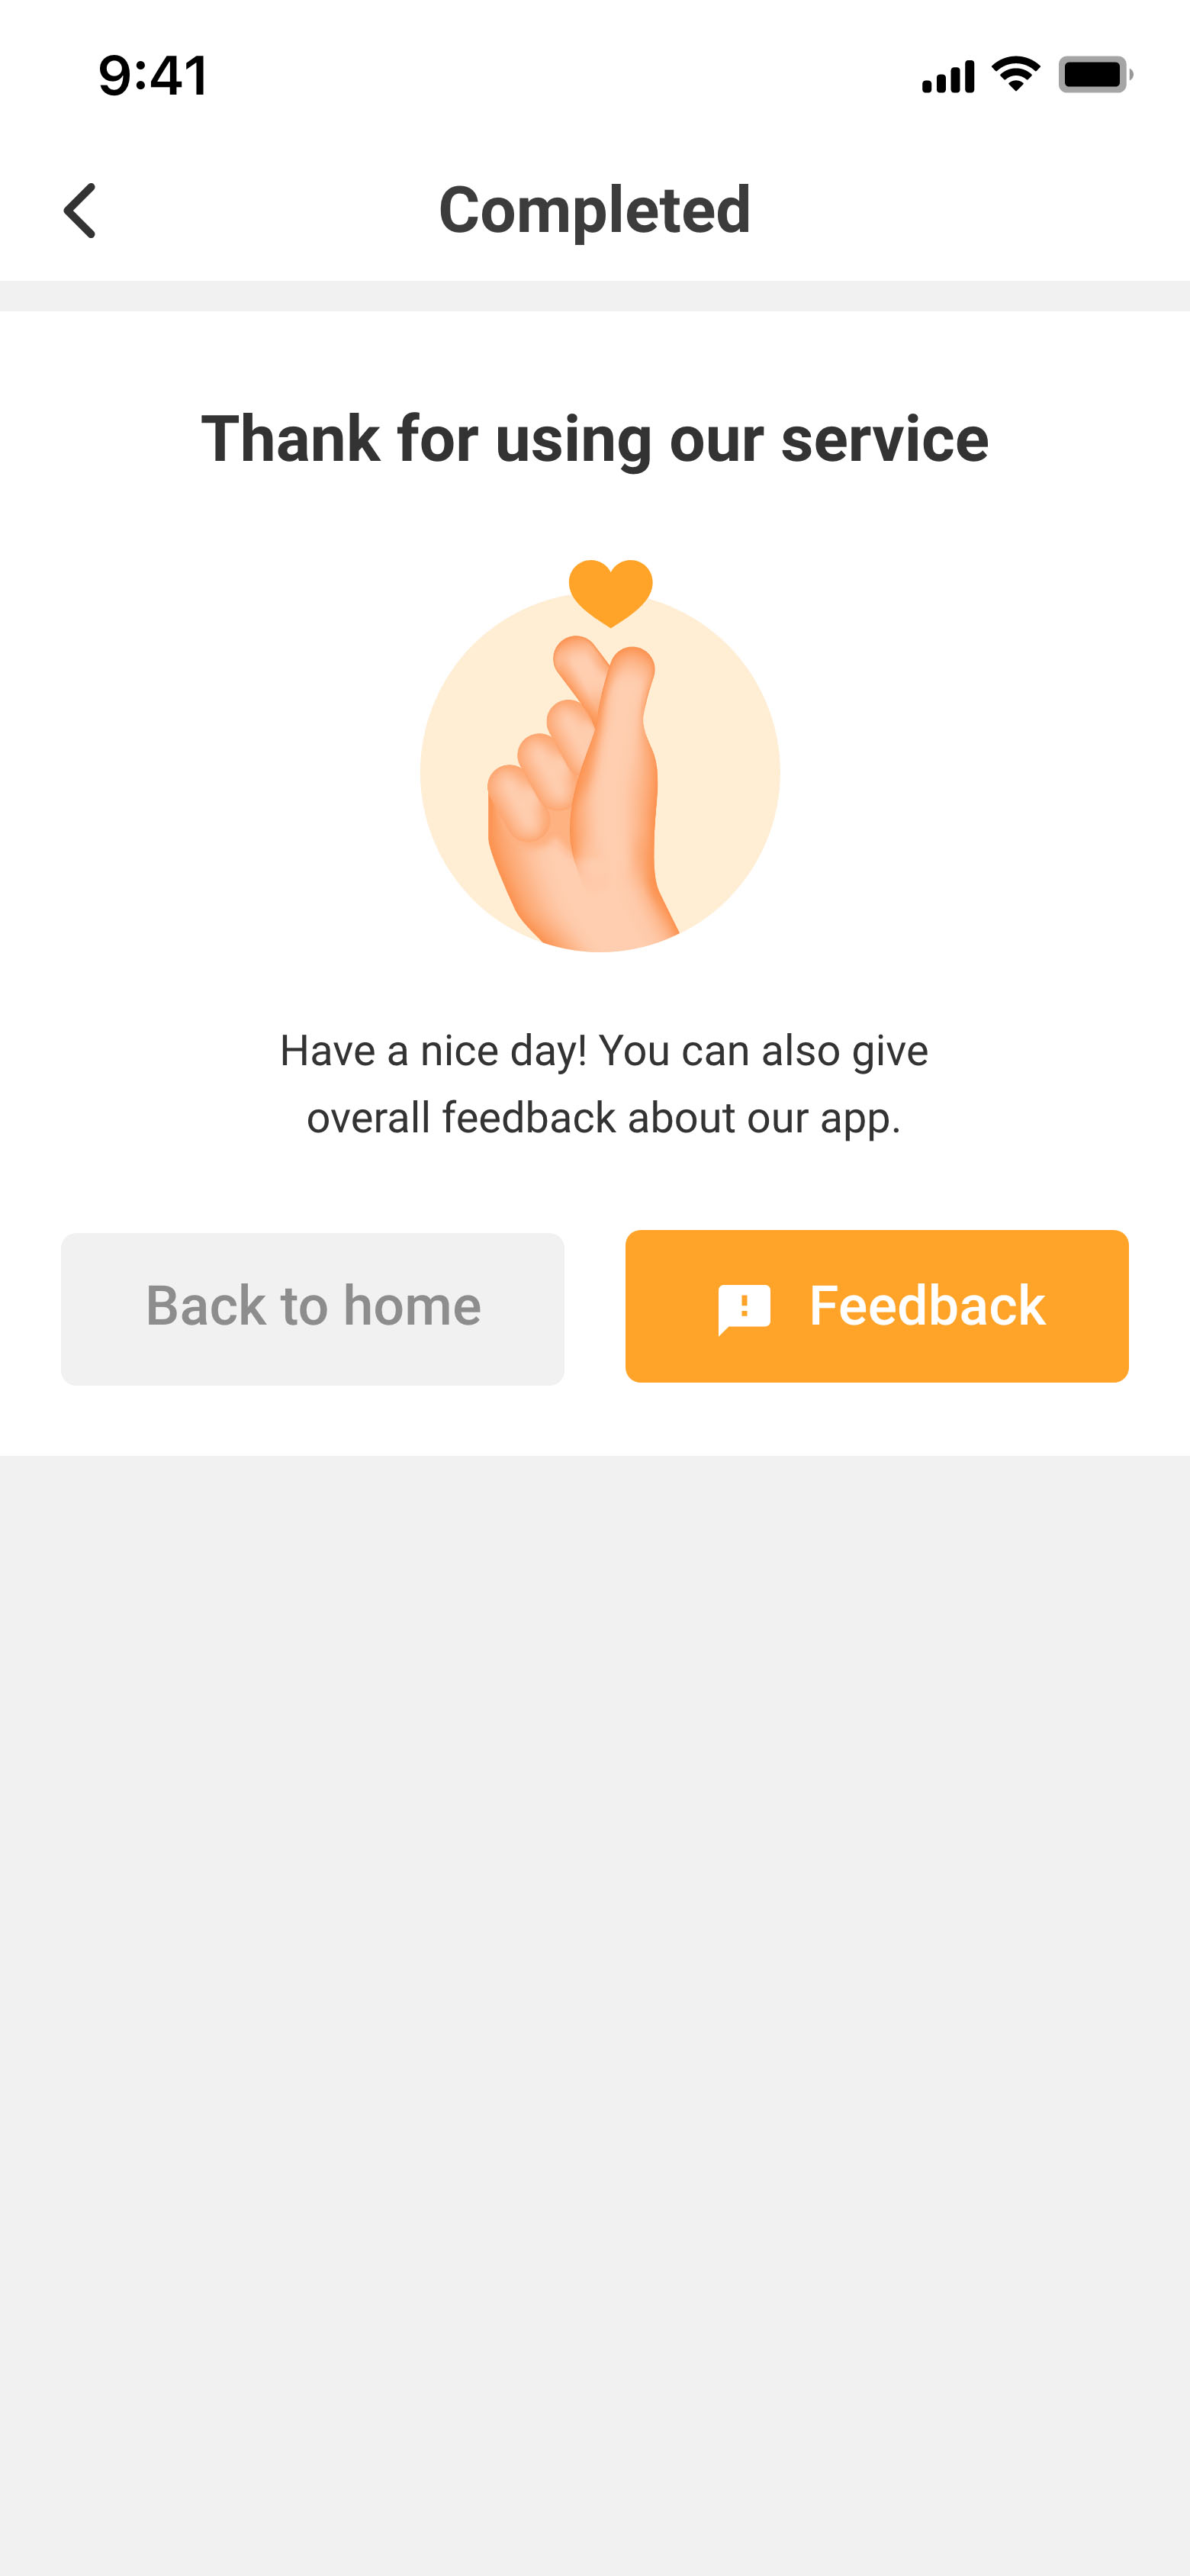 9:41
Completed
Thank for using our service
Have a nice day! You can also give
overall feedback about our app.
Back to home
Feedback